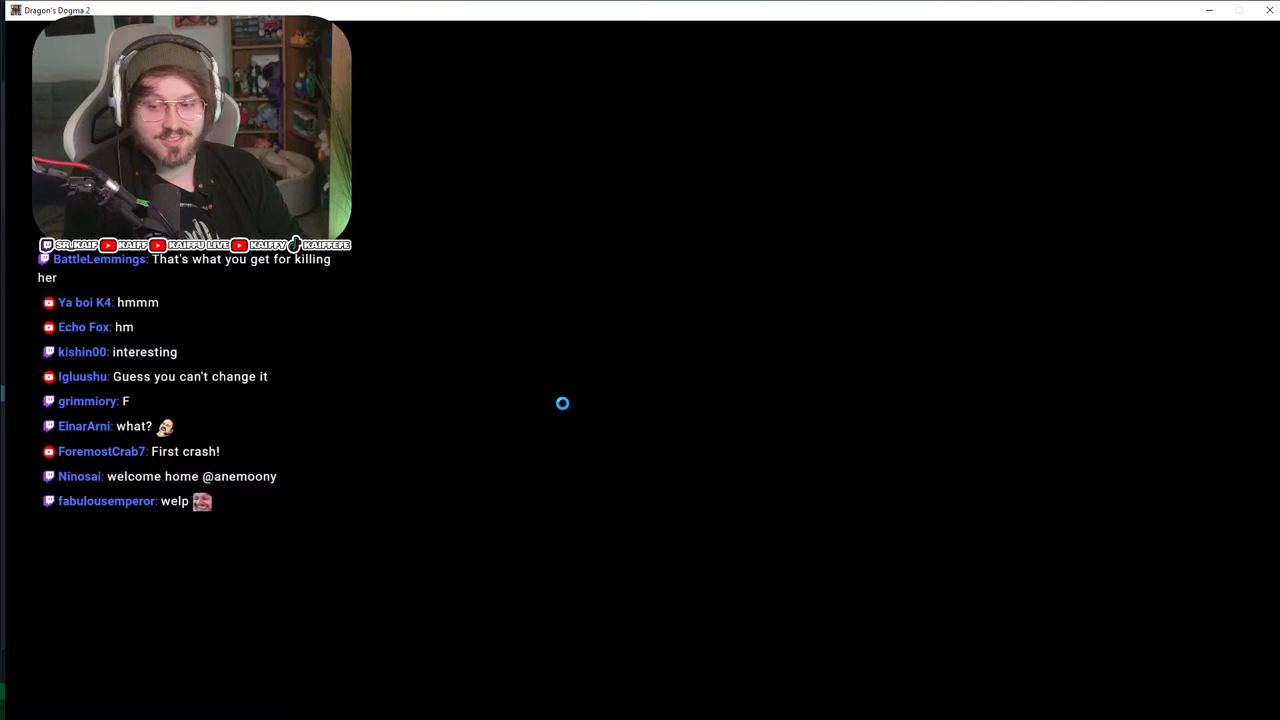 Dragon's Dogma 2
SR_KAIF KAIFF KAIFFU LIVE KAIFFY KAIFFEFE
BattleLemmings: That's what you get for killing
her
Ya boi K4: hmmm
Echo Fox: hm
kishin00: interesting
Igluushu: Guess you can't change it
grimmiory: F
EinarArni: what?
ForemostCrab7: First crash!
Ninosai: welcome home @anemoony
fabulousemperor: welp